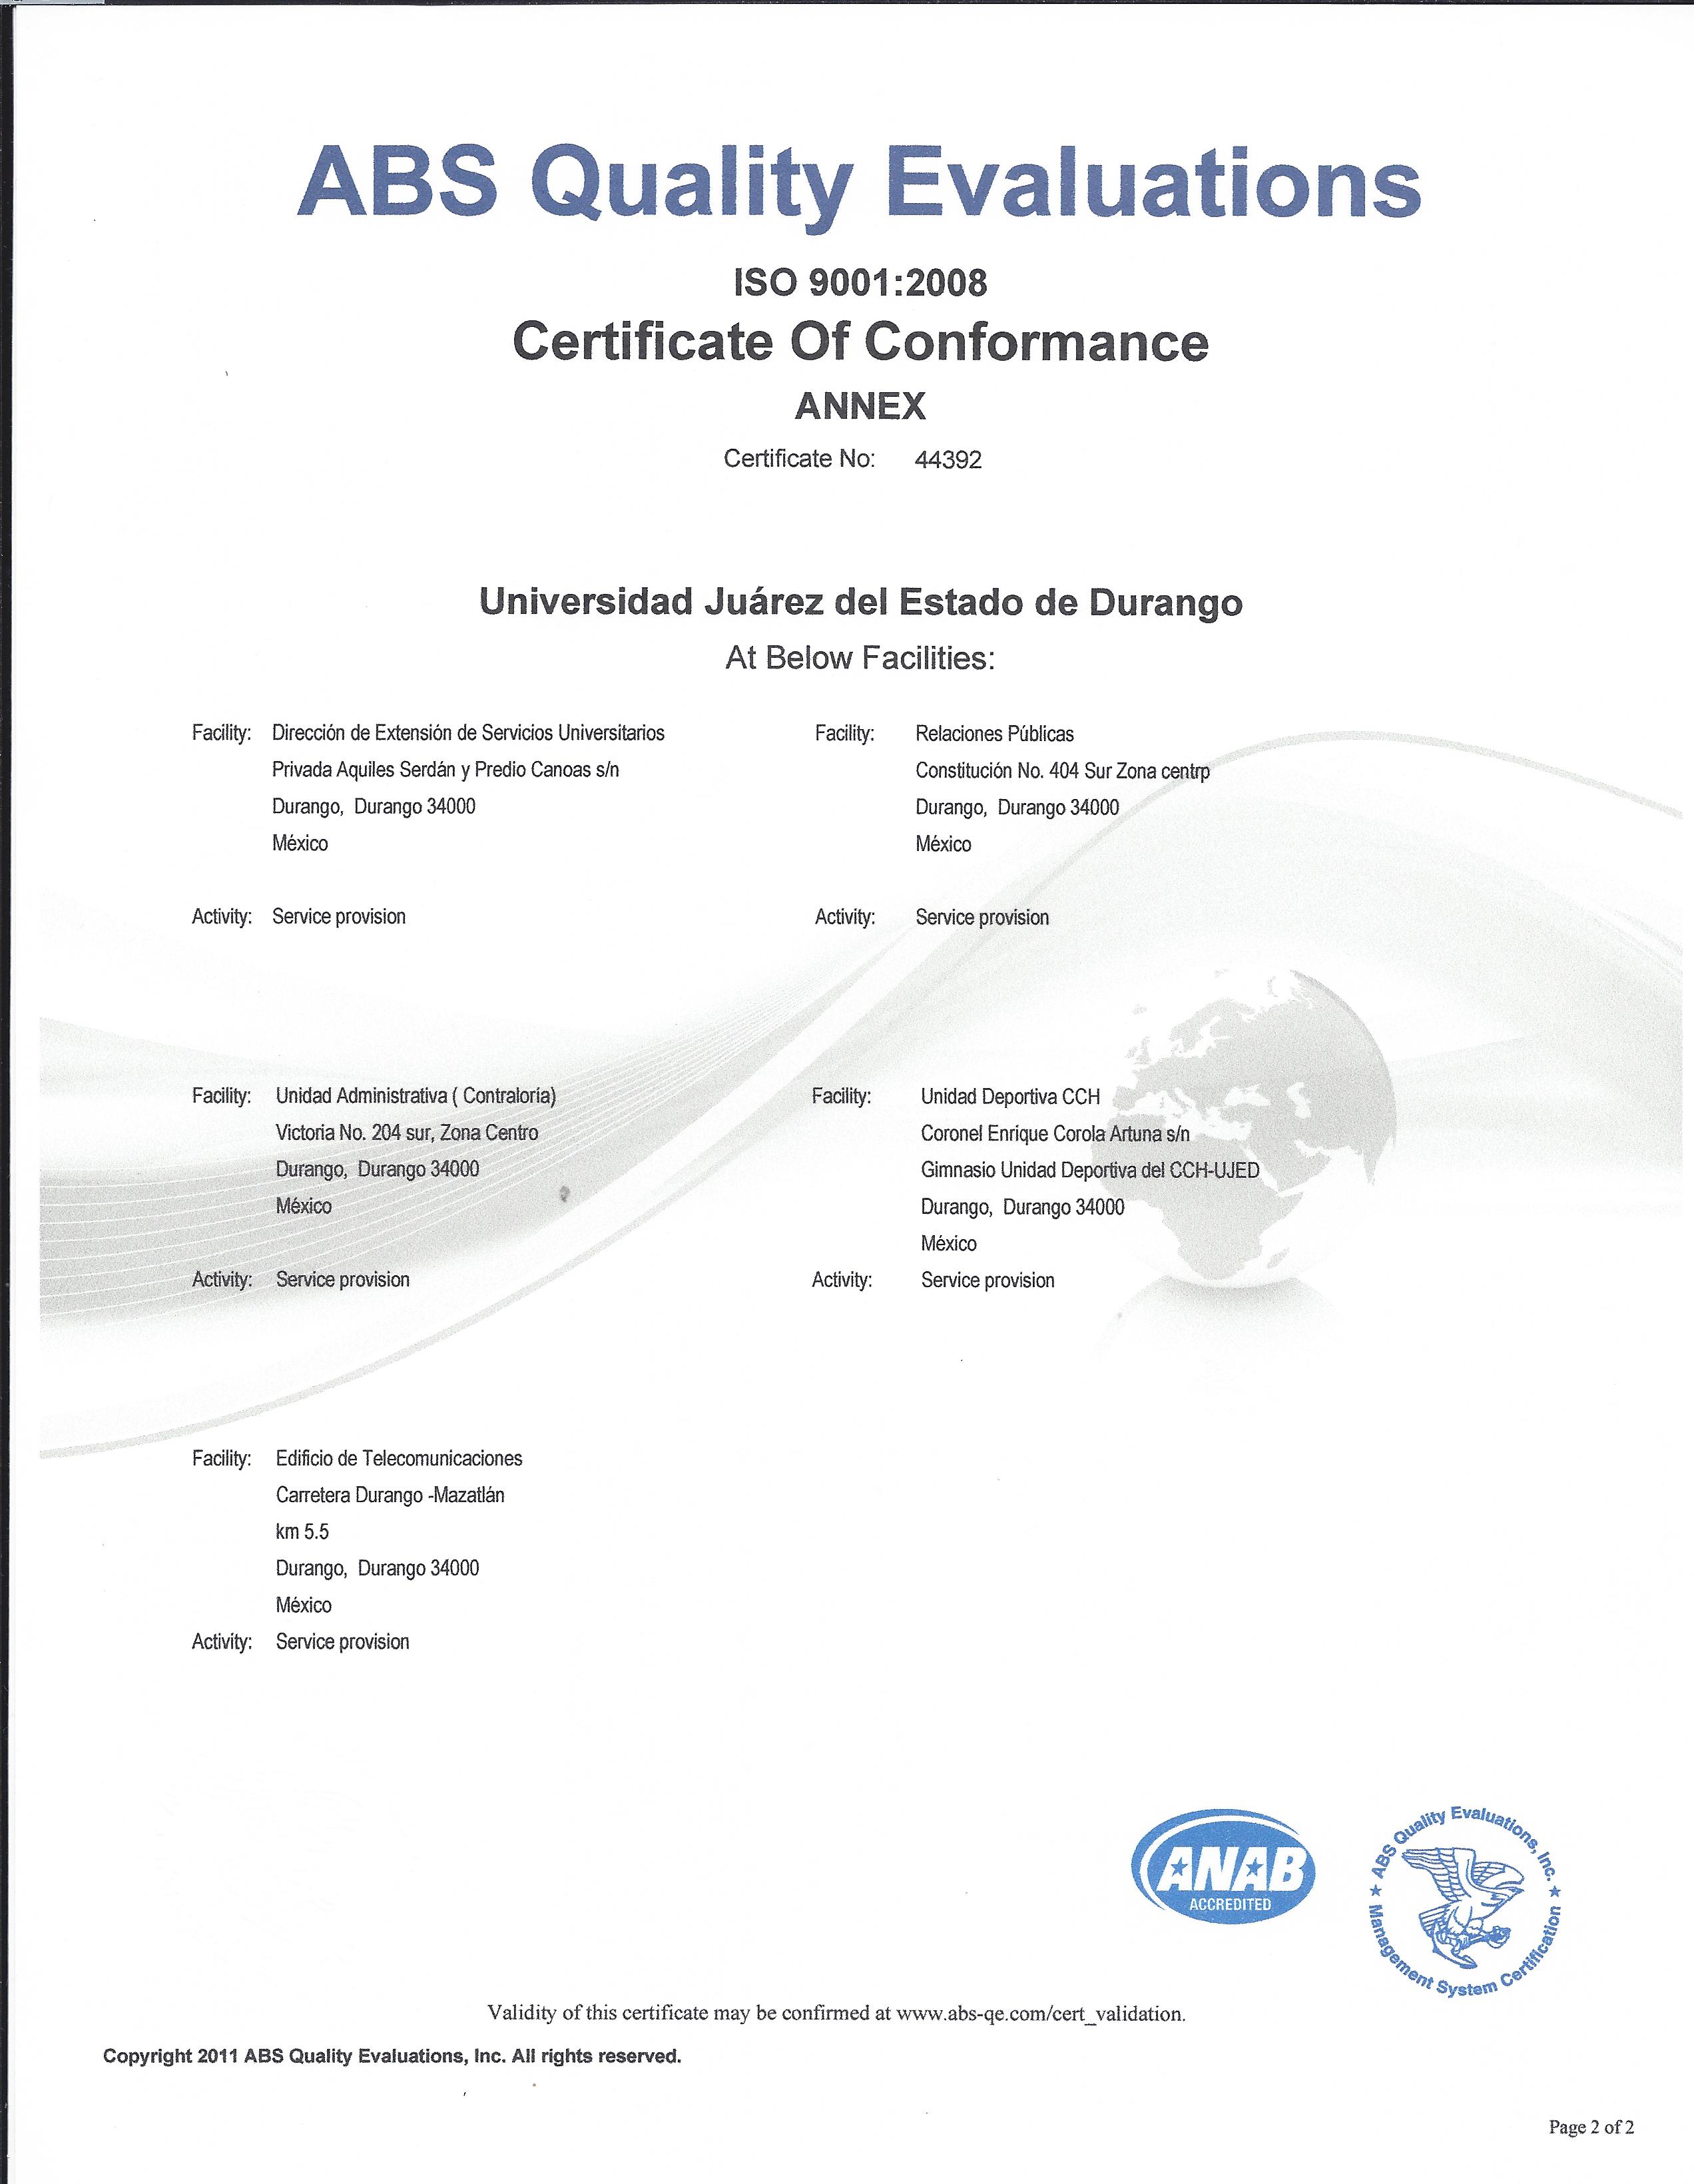 ABS Quality Evaluations
ISO 9001:2008
Certificate Of Conformance
ANNEX
Certificate No: 44392
Universidad Juárez del Estado de Durango
At Below Facilities:
Facility: Dirección de Extensión de Servicios Universitarios
Privada Aquiles Serdán y Predio Canoas s/n
Durango, Durango 34000
México
Activity: Service provision
Facility: Relaciones Públicas
Constitución No. 404 Sur Zona centrp
Durango, Durango 34000
México
Activity: Service provision
Facility: Unidad Administrativa ( Contraloría)
Victoria No. 204 sur, Zona Centro
Durango, Durango 34000
México
Activity: Service provision
Facility: Unidad Deportiva CCH
Coronel Enrique Corola Artuna s/n
Gimnasio Unidad Deportiva del CCH-UJED
Durango, Durango 34000
México
Activity: Service provision
Facility: Edificio de Telecomunicaciones
Carretera Durango -Mazatlán
km 5.5
Durango, Durango 34000
México
Activity: Service provision
ANAB
ACCREDITED
ABS Quality Evaluations, Inc.
Management System Certification
Validity of this certificate may be confirmed at www.abs-qe.com/cert_validation.
Copyright 2011 ABS Quality Evaluations, Inc. All rights reserved.
Page 2 of 2